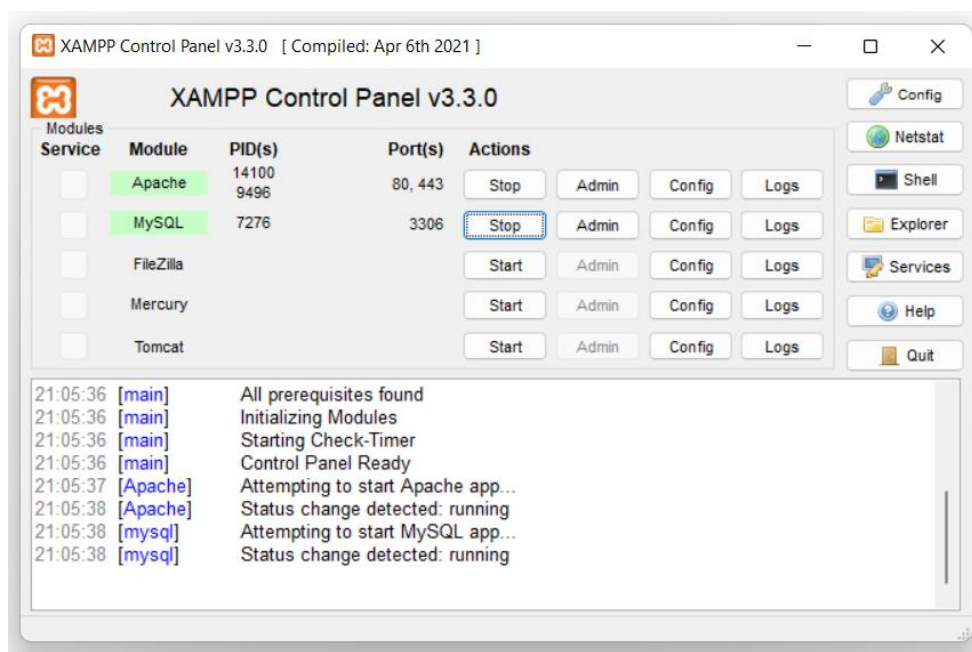 XAMPP Control Panel v3.3.0 [ Compiled: Apr 6th 2021 ]
XAMPP Control Panel v3.3.0
Config
Modules
Service Module PID(s) Port(s) Actions
Netstat
Apache 14100 9496 80, 443 Stop Admin Config Logs
Shell
MySQL 7276 3306 Stop Admin Config Logs
Explorer
FileZilla Start Admin Config Logs
Services
Mercury Start Admin Config Logs
Help
Tomcat Start Admin Config Logs
Quit
21:05:36 [main] All prerequisites found
21:05:36 [main] Initializing Modules
21:05:36 [main] Starting Check-Timer
21:05:36 [main] Control Panel Ready
21:05:37 [Apache] Attempting to start Apache app...
21:05:38 [Apache] Status change detected: running
21:05:38 [mysql] Attempting to start MySQL app...
21:05:38 [mysql] Status change detected: running